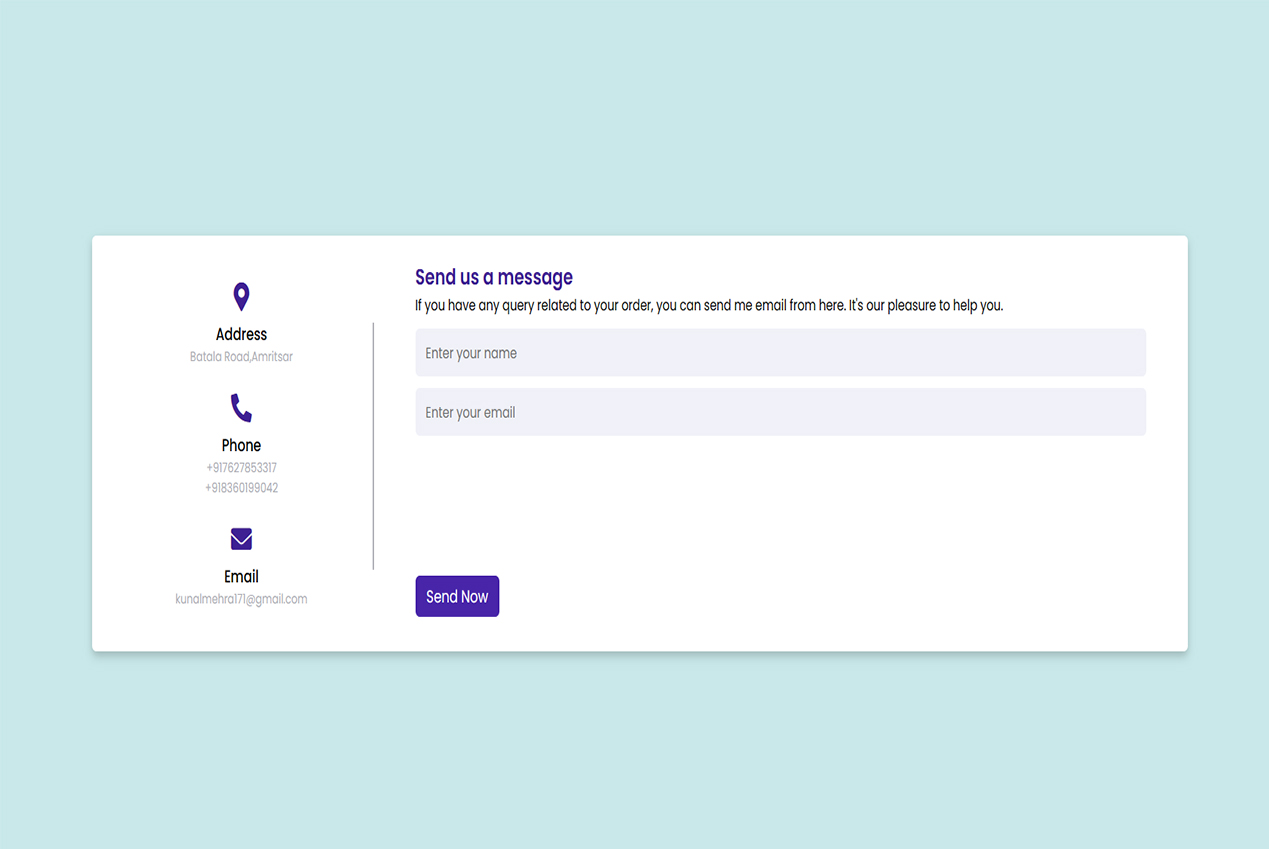 Address
Batala Road,Amritsar
Phone
+917627853317
+918360199042
Email
kunalmehra171@gmail.com
Send us a message
If you have any query related to your order, you can send me email from here. It's our pleasure to help you.
Enter your name
Enter your email
Send Now